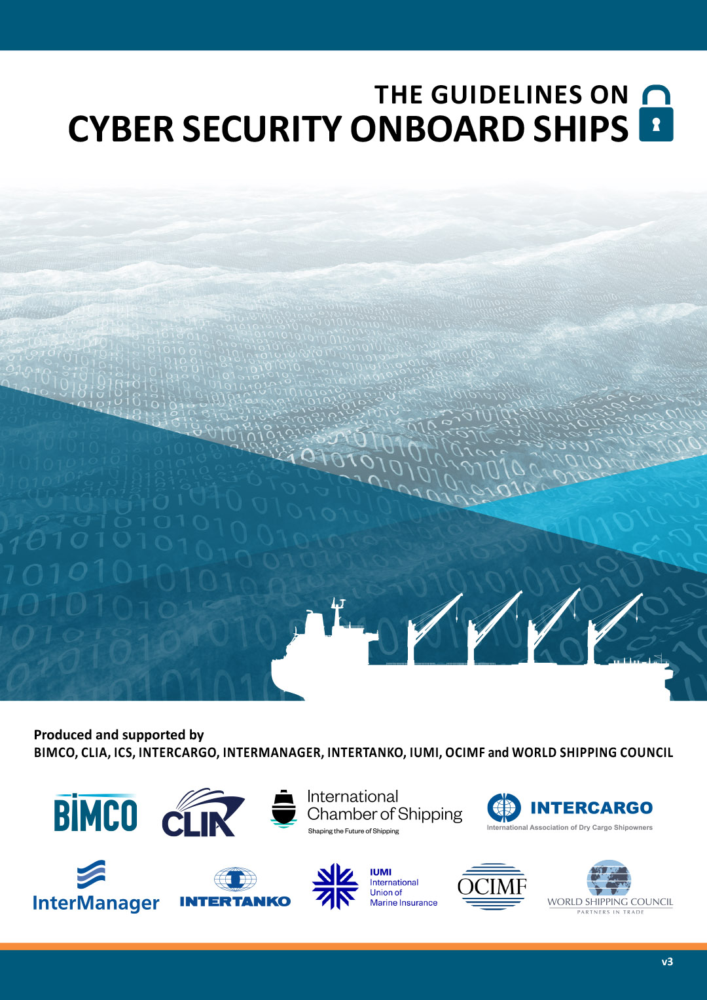 THE GUIDELINES ON
CYBER SECURITY ONBOARD SHIPS
Produced and supported by
BIMCO, CLIA, ICS, INTERCARGO, INTERMANAGER, INTERTANKO, IUMI, OCIMF and WORLD SHIPPING COUNCIL
BIMCO
CLIA
International
Chamber of Shipping
Shaping the Future of Shipping
INTERCARGO
International Association of Dry Cargo Shipowners
InterManager
INTERTANKO
IUMI
International
Union of
Marine Insurance
OCIMF
WORLD SHIPPING COUNCIL
PARTNERS IN TRADE
v3